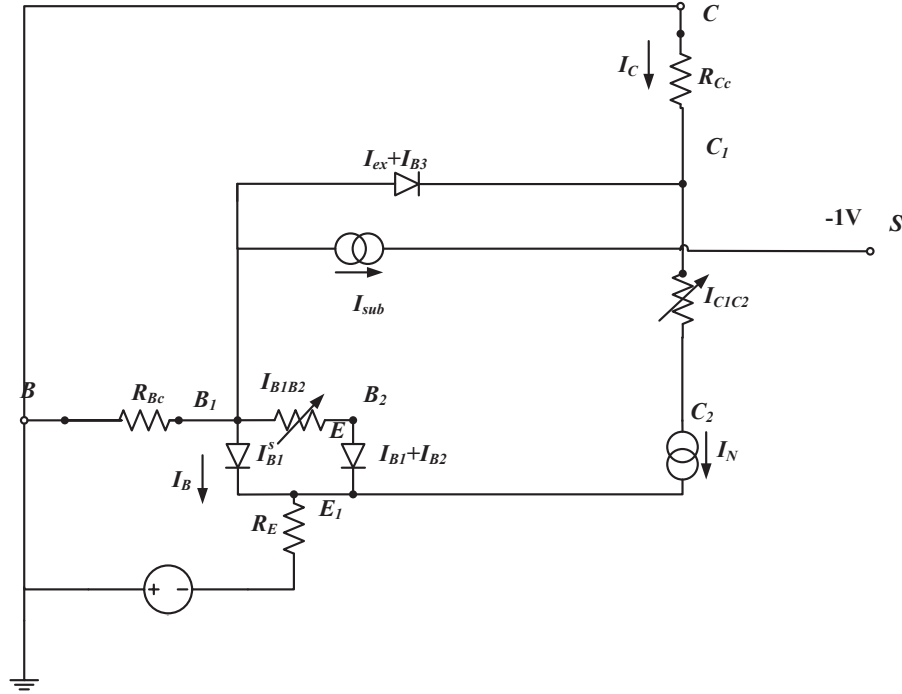 C
I_C
R_Cc
C_1
I_ex+I_B3
-1V S
I_sub
I_C1C2
B
R_Bc
B_1
I_B1B2
B_2
C_2
E
I_B
I^s_B1
I_B1+I_B2
I_N
R_E
E_1
+ -